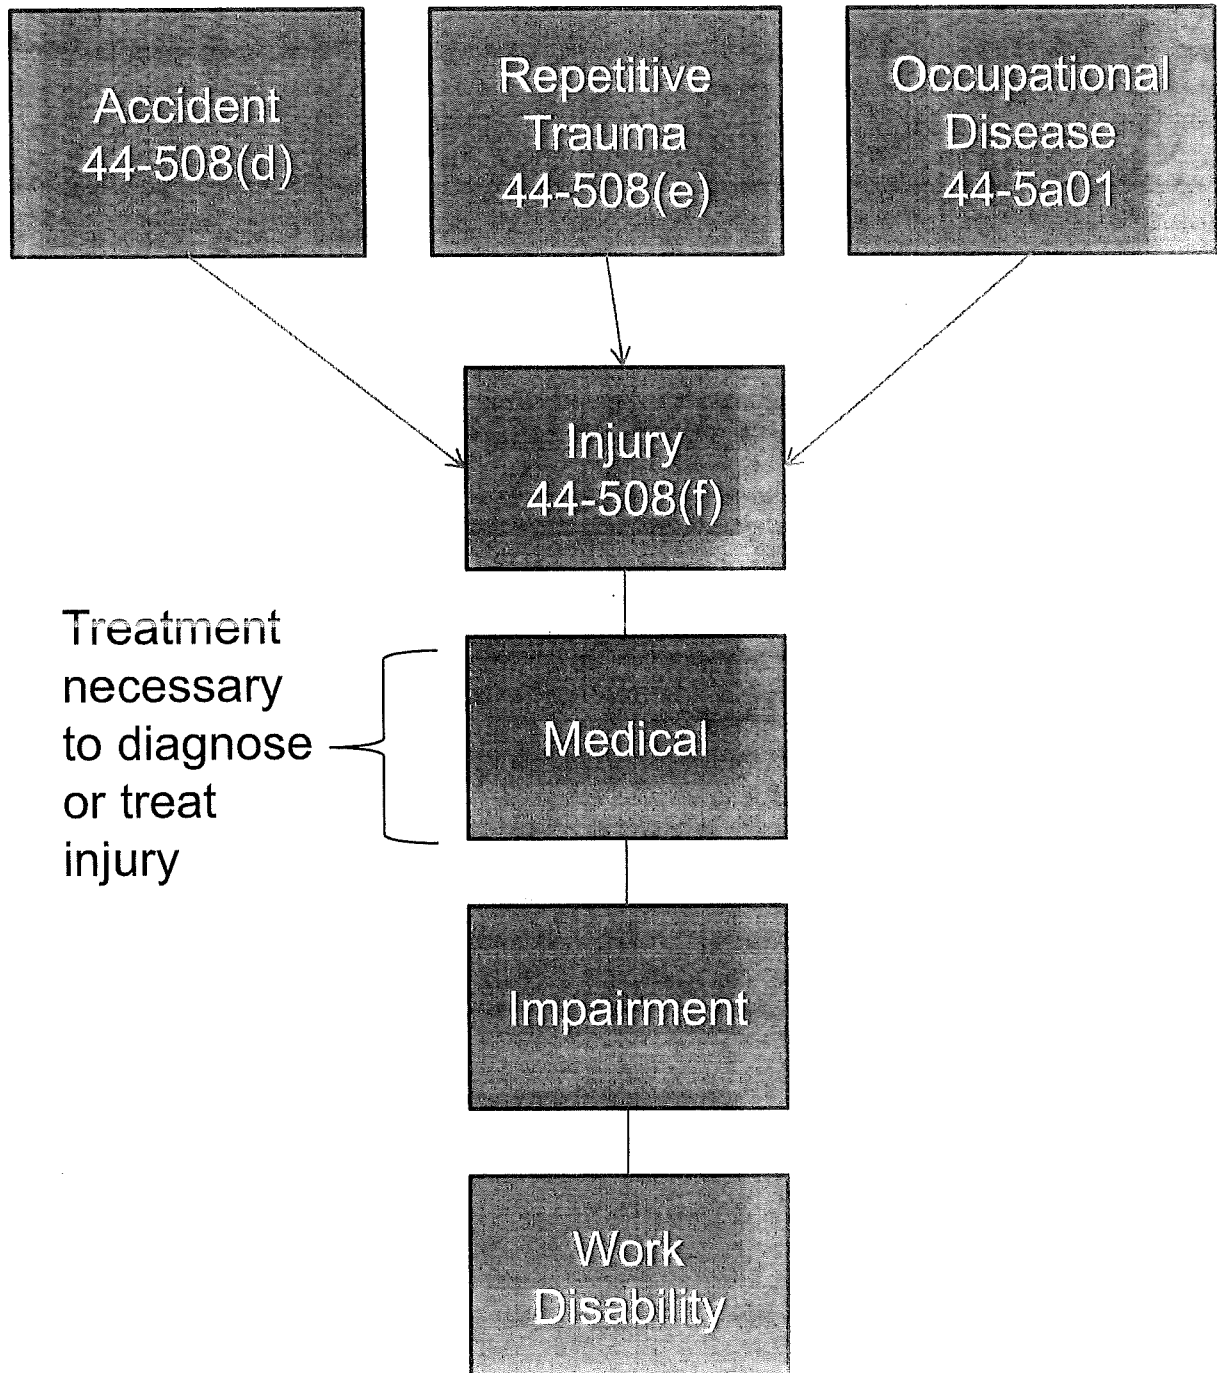 Accident
44-508(d)
Repetitive
Trauma
44-508(e)
Occupational
Disease
44-5a01
Injury
44-508(f)
Treatment
necessary
to diagnose
or treat
injury
Medical
Impairment
Work
Disability